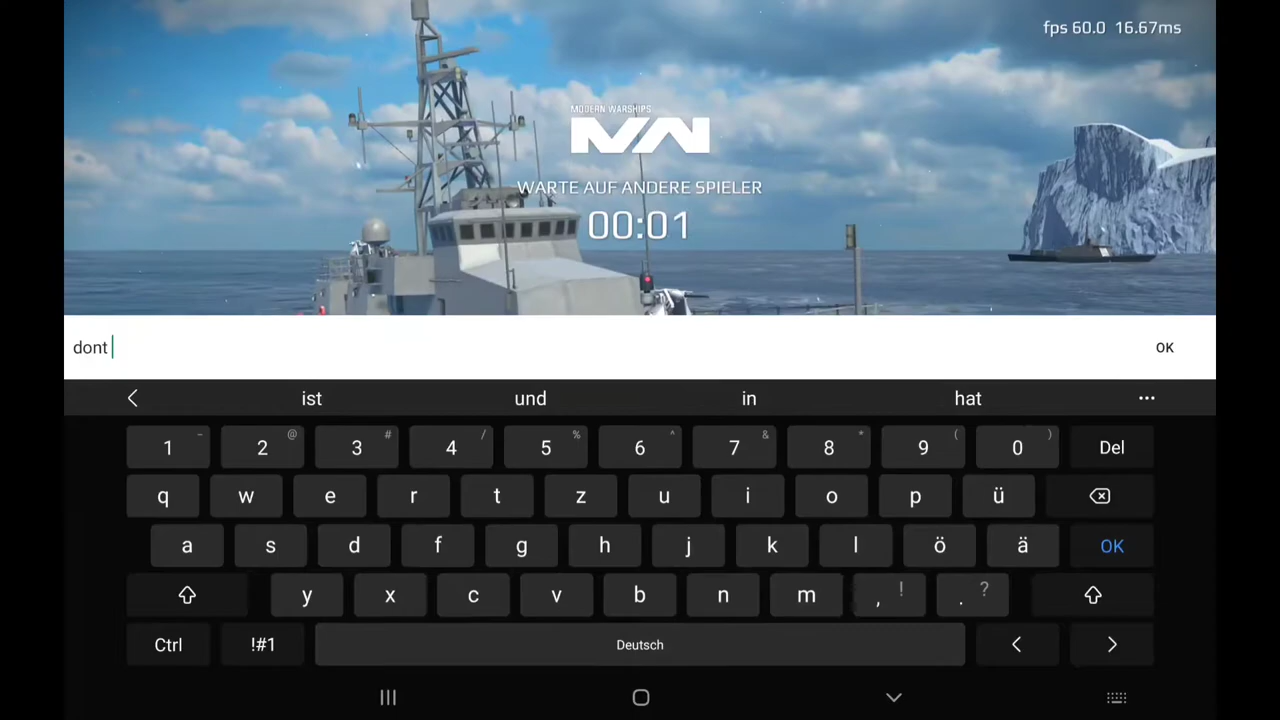 fps 60.0 16.67ms
MODERN WARSHIPS
MW
WARTE AUF ANDERE SPIELER
00:01
dont
OK
ist und in hat ...
1 - 2 @ 3 # 4 / 5 % 6 ^ 7 & 8 * 9 ( 0 ) Del
q w e r t z u i o p ü
a s d f g h j k l ö ä OK
y x c v b n m , ! . ?
Ctrl !#1 Deutsch < >